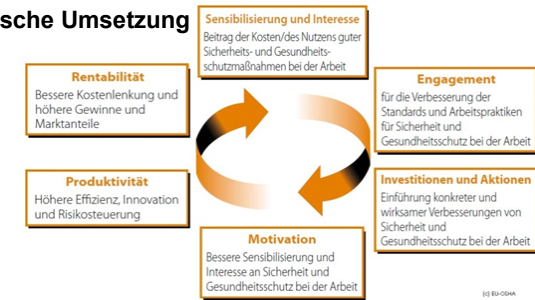 sche Umsetzung
Sensibilisierung und Interesse
Beitrag der Kosten/des Nutzens guter
Sicherheits- und Gesundheits-
schutzmaßnahmen bei der Arbeit
Engagement
für die Verbesserung der
Standards und Arbeitspraktiken
für Sicherheit und
Gesundheitsschutz bei der Arbeit
Investitionen und Aktionen
Einführung konkreter und
wirksamer Verbesserungen von
Sicherheit und
Gesundheitsschutz bei der Arbeit
Motivation
Bessere Sensibilisierung und
Interesse an Sicherheit und
Gesundheitsschutz bei der Arbeit
Produktivität
Höhere Effizienz, Innovation
und Risikosteuerung
Rentabilität
Bessere Kostenlenkung und
höhere Gewinne und
Marktanteile
(c) EU-OSHA